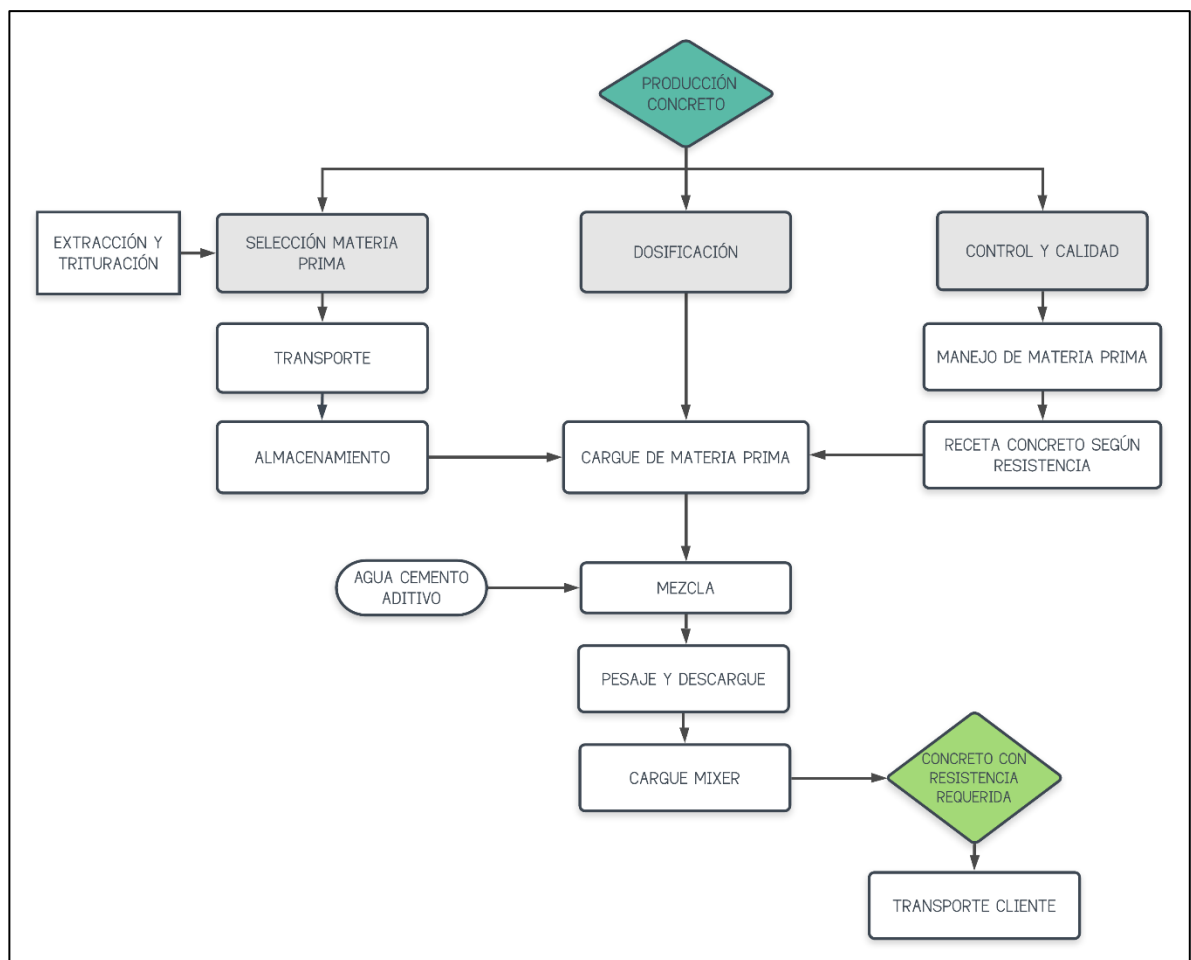 PRODUCCIÓN
CONCRETO
EXTRACCIÓN Y
TRITURACIÓN
SELECCIÓN MATERIA
PRIMA
DOSIFICACIÓN
CONTROL Y CALIDAD
TRANSPORTE
MANEJO DE MATERIA PRIMA
ALMACENAMIENTO
CARGUE DE MATERIA PRIMA
RECETA CONCRETO SEGÚN
RESISTENCIA
AGUA CEMENTO
ADITIVO
MEZCLA
PESAJE Y DESCARGUE
CARGUE MIXER
CONCRETO CON
RESISTENCIA
REQUERIDA
TRANSPORTE CLIENTE